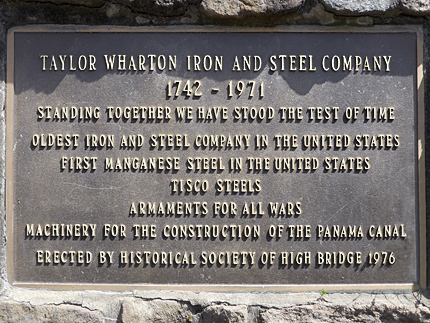 TAYLOR WHARTON IRON AND STEEL COMPANY
1742 - 1971
STANDING TOGETHER WE HAVE STOOD THE TEST OF TIME
OLDEST IRON AND STEEL COMPANY IN THE UNITED STATES
FIRST MANGANESE STEEL IN THE UNITED STATES
TISCO STEELS
ARMAMENTS FOR ALL WARS
MACHINERY FOR THE CONSTRUCTION OF THE PANAMA CANAL
ERECTED BY HISTORICAL SOCIETY OF HIGH BRIDGE 1976